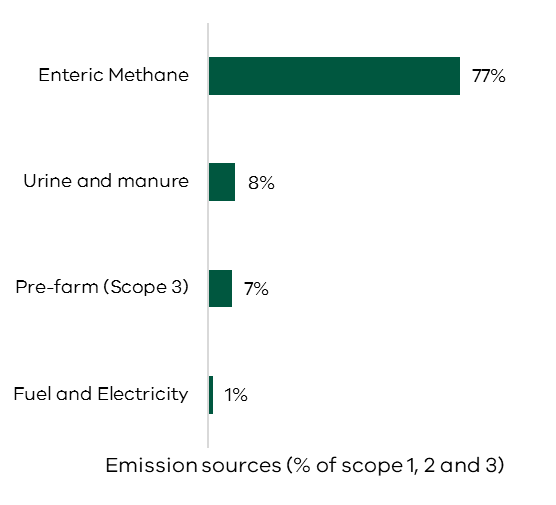 Enteric Methane 77%
Urine and manure 8%
Pre-farm (Scope 3) 7%
Fuel and Electricity 1%
Emission sources (% of scope 1, 2 and 3)